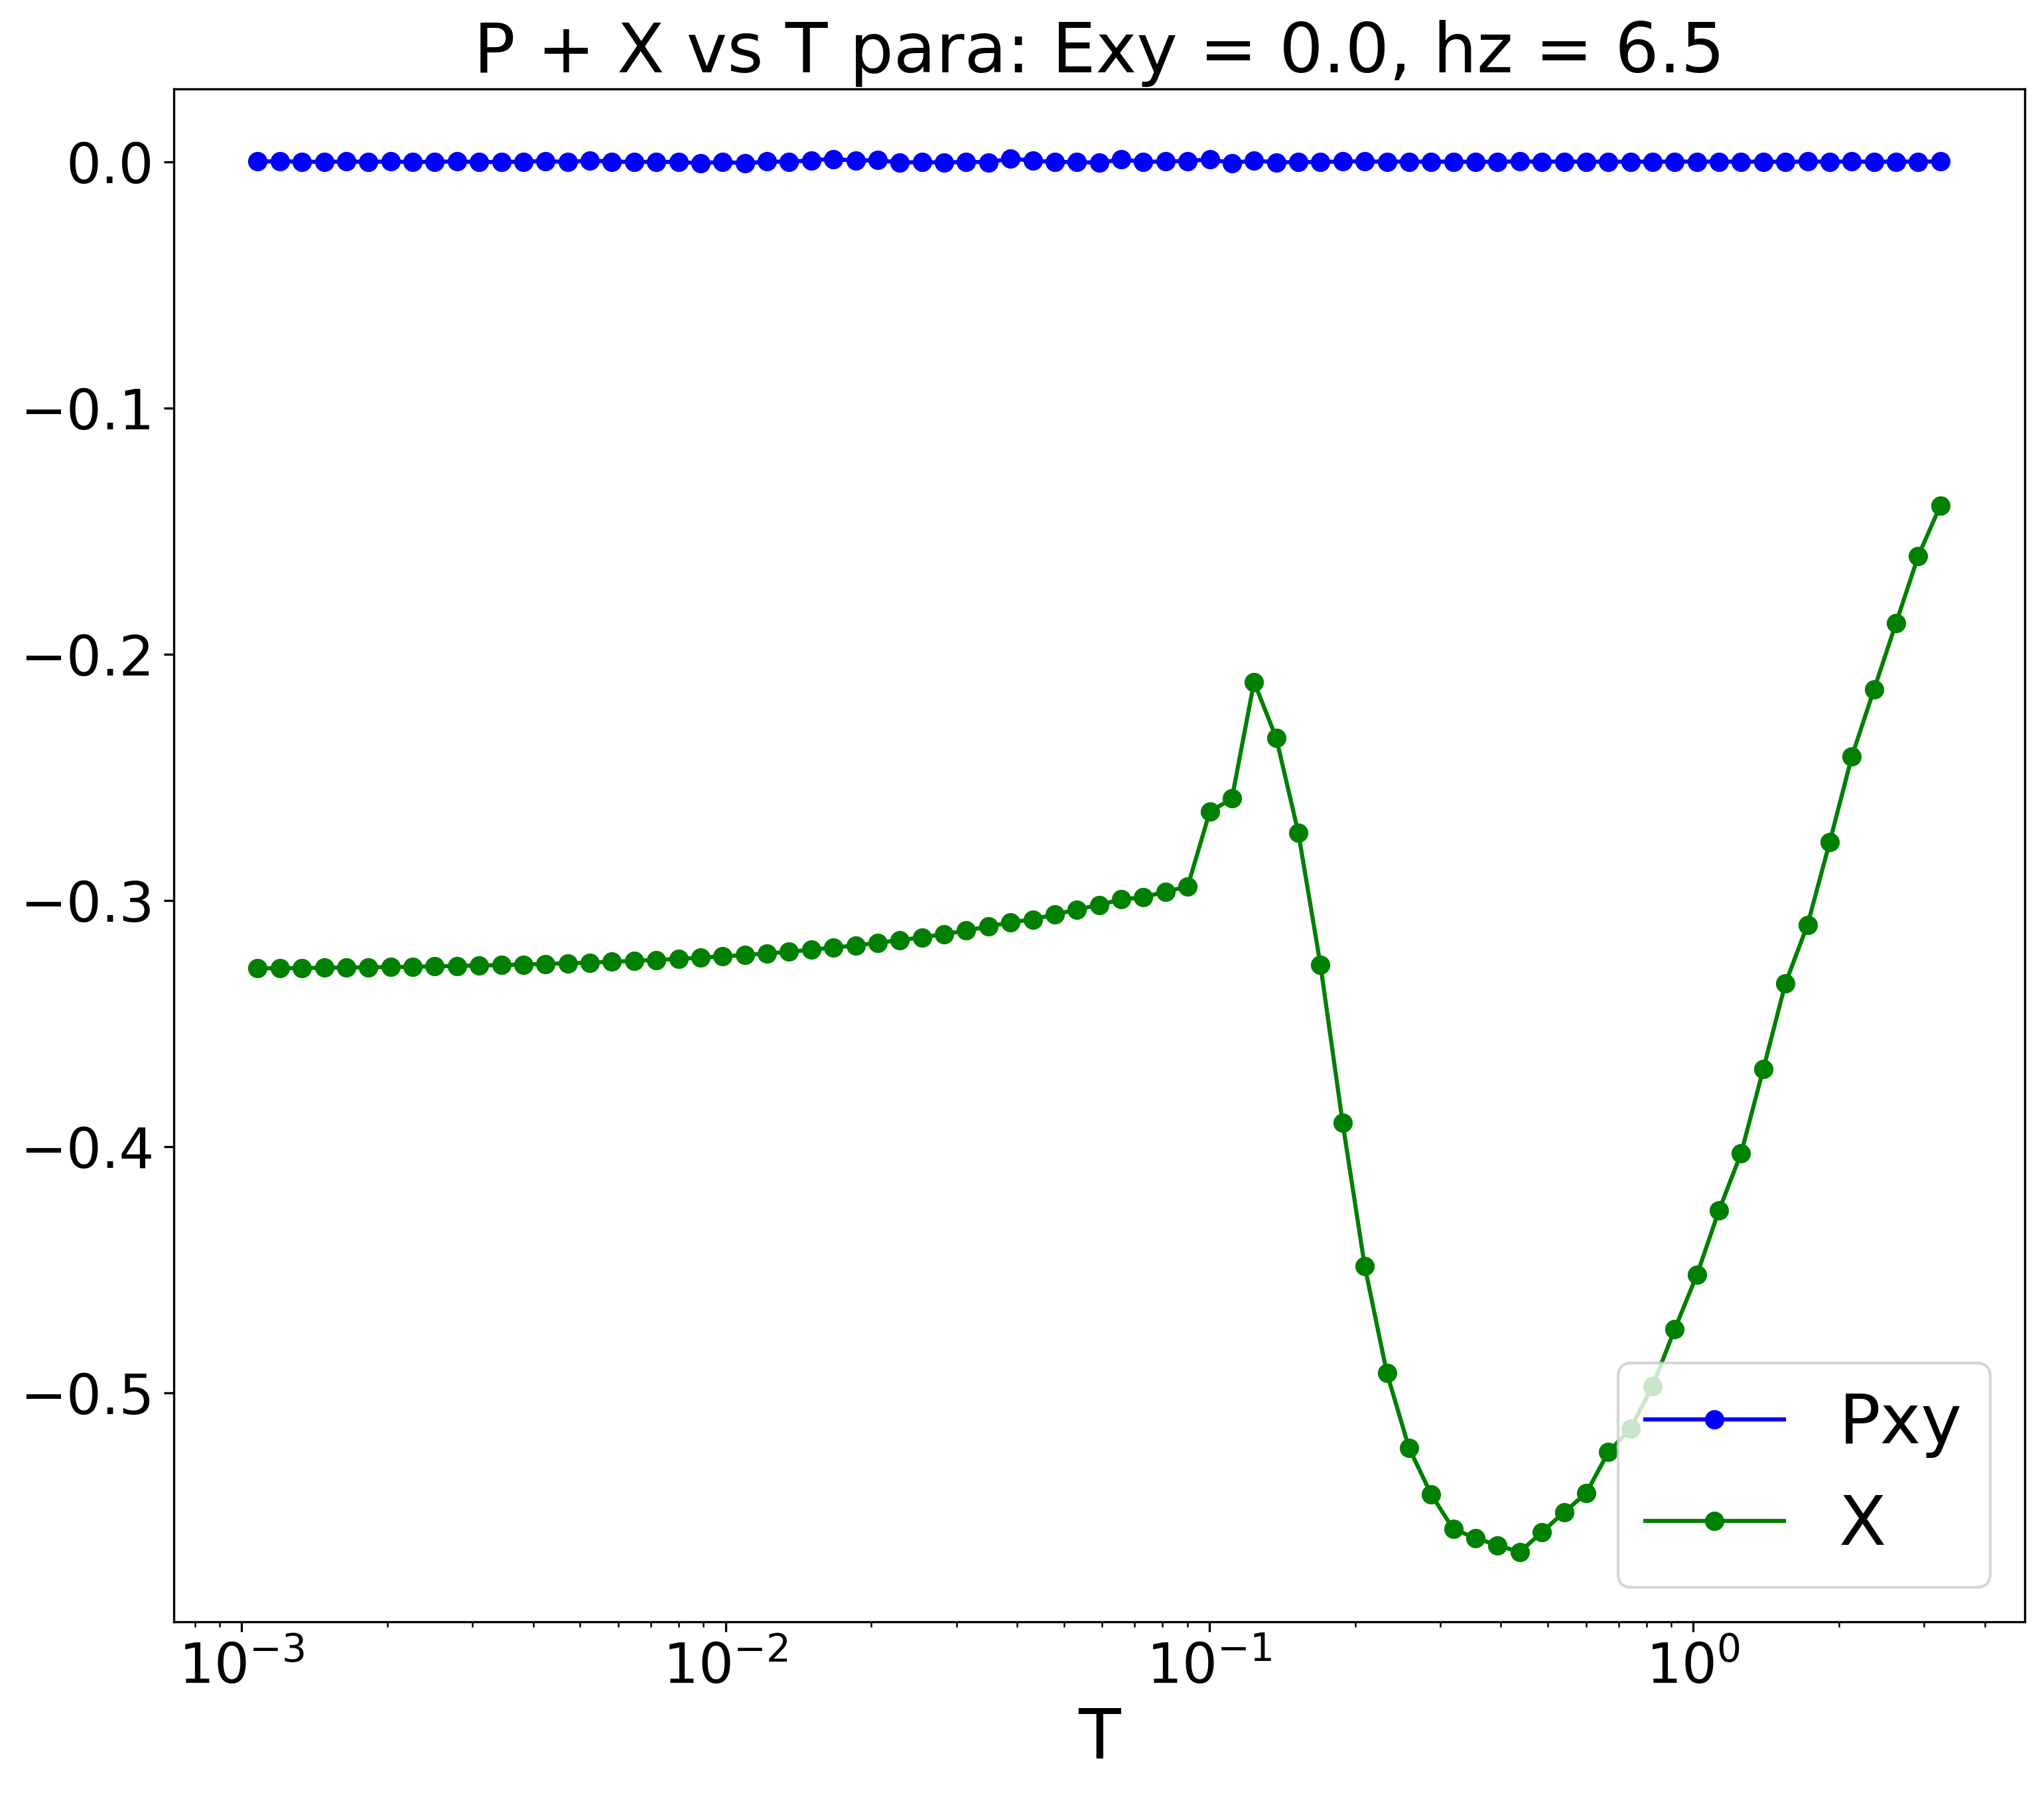 P + X vs T para: Exy = 0.0, hz = 6.5
0.0
−0.1
−0.2
−0.3
−0.4
−0.5
Pxy
X
10⁻³ 10⁻² 10⁻¹ 10⁰
T